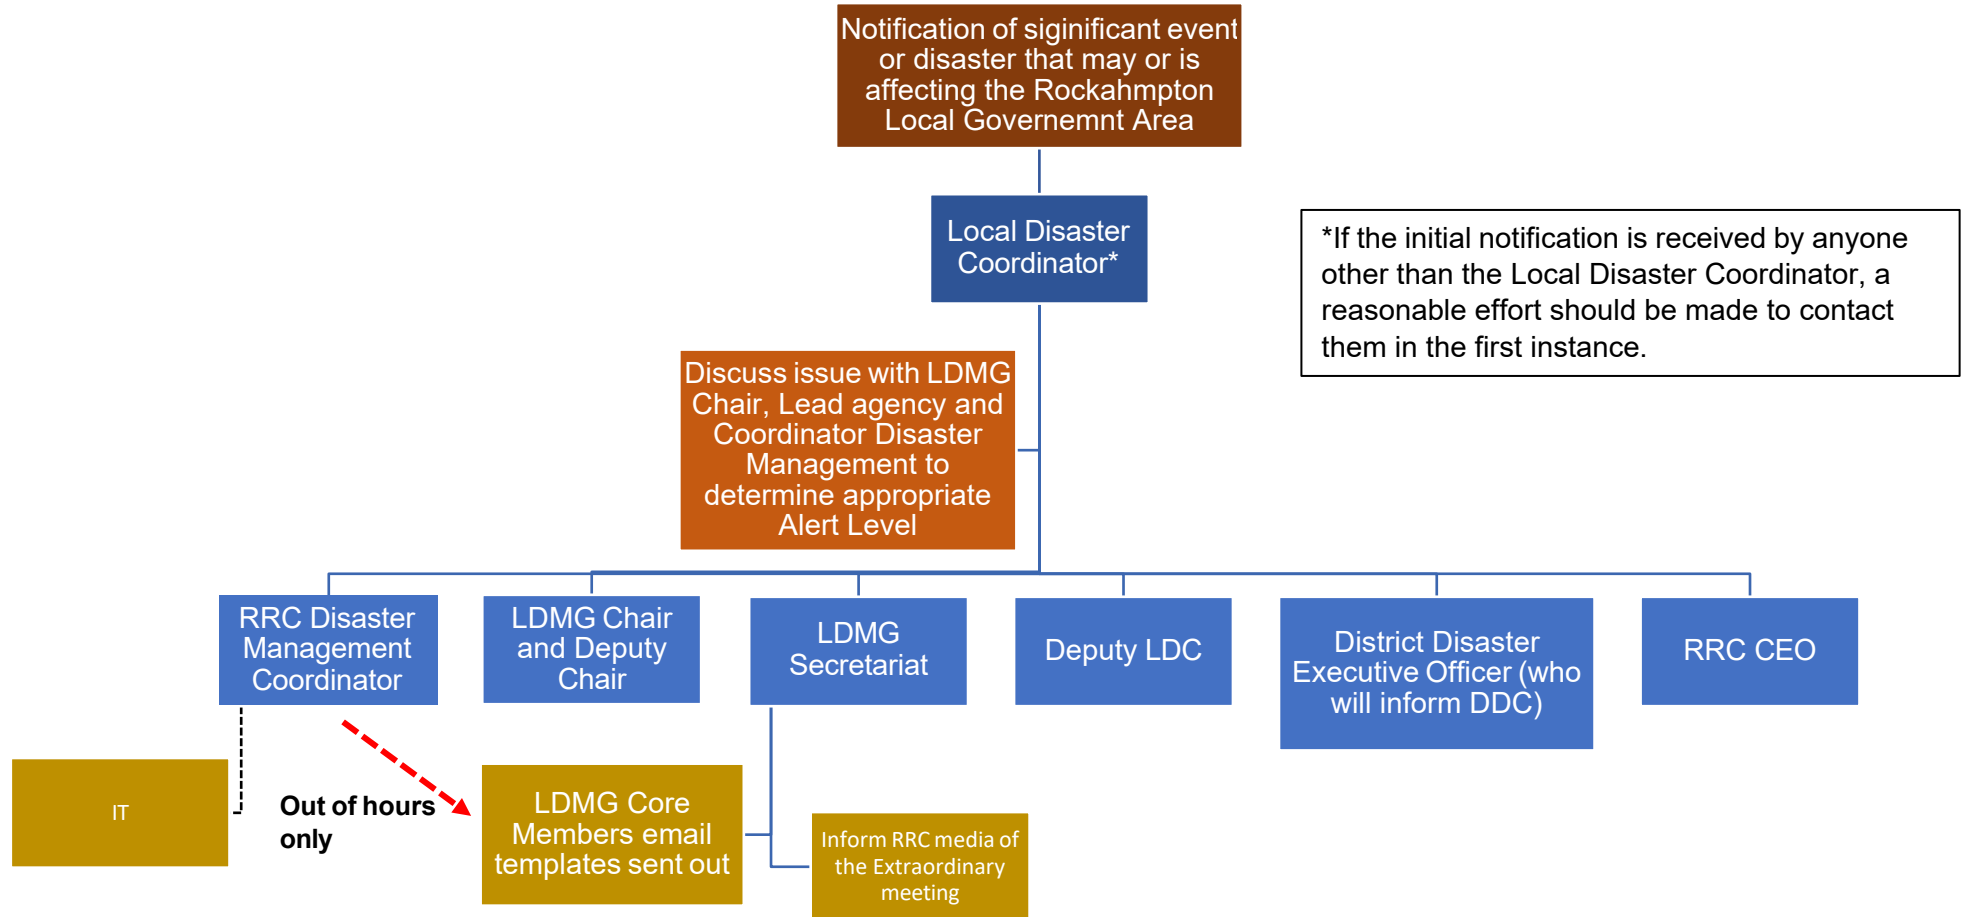 Notification of siginificant event
or disaster that may or is
affecting the Rockahmpton
Local Governemnt Area
Local Disaster
Coordinator*
*If the initial notification is received by anyone
other than the Local Disaster Coordinator, a
reasonable effort should be made to contact
them in the first instance.
Discuss issue with LDMG
Chair, Lead agency and
Coordinator Disaster
Management to
determine appropriate
Alert Level
RRC Disaster
Management
Coordinator
LDMG Chair
and Deputy
Chair
LDMG
Secretariat
Deputy LDC
District Disaster
Executive Officer (who
will inform DDC)
RRC CEO
IT
Out of hours
only
LDMG Core
Members email
templates sent out
Inform RRC media of
the Extraordinary
meeting